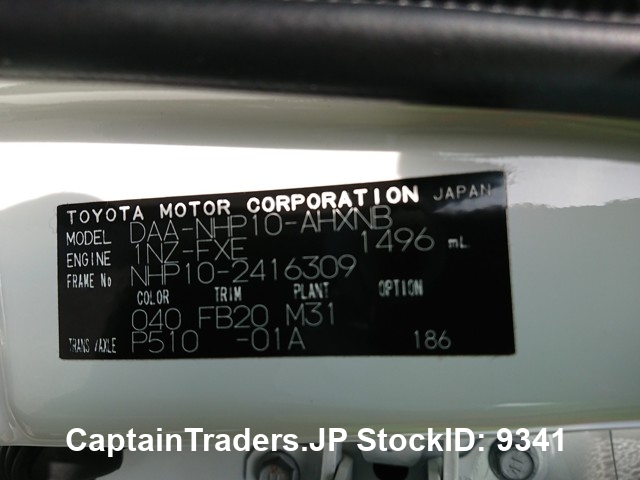 TOYOTA MOTOR CORPORATION JAPAN
MODEL DAA-NHP10-AHXNB
ENGINE 1NZ-FXE 1496 mL
FRAME No NHP10-2416309
COLOR TRIM PLANT OPTION
040 FB20 M31
TRANS/AXLE P510 -01A 186
CaptainTraders.JP StockID: 9341